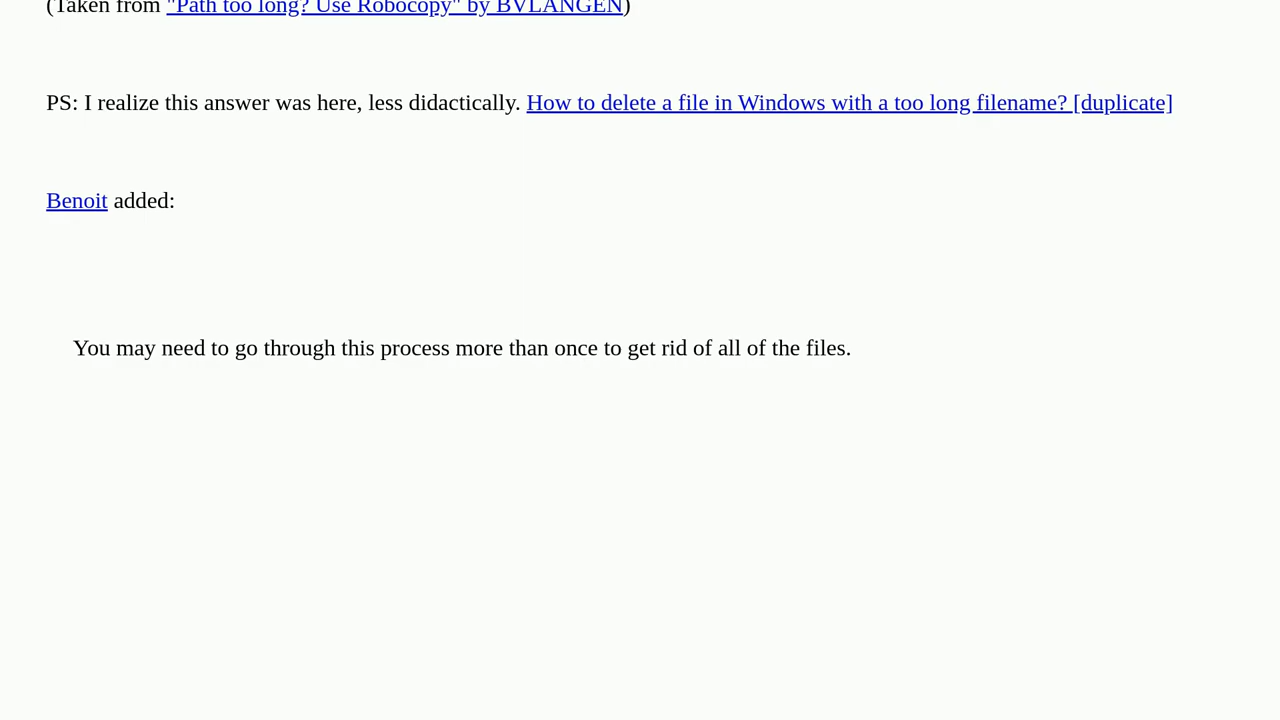 (Taken from "Path too long? Use Robocopy" by BVLANGEN)
PS: I realize this answer was here, less didactically. How to delete a file in Windows with a too long filename? [duplicate]
Benoit added:
You may need to go through this process more than once to get rid of all of the files.